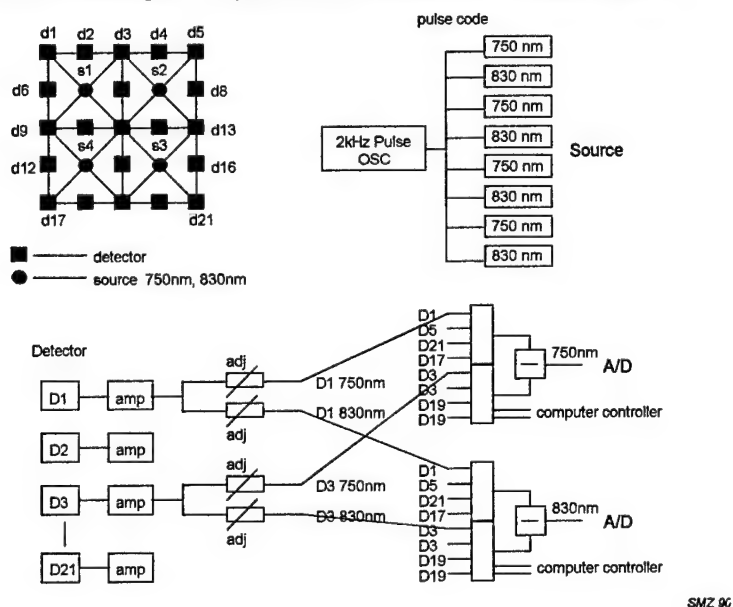 pulse code
d1 d2 d3 d4 d5
s1 s2
d6 d8
d9 d13
s4 s3
d12 d16
d17 d21
detector
source 750nm, 830nm
2kHz Pulse
OSC
750 nm
830 nm
750 nm
830 nm
750 nm
830 nm
750 nm
830 nm
Source
Detector
D1 amp
D2 amp
D3 amp
D21 amp
adj
adj
adj
adj
D1 750nm
D1 830nm
D3 750nm
D3 830nm
D1
D5
D21
D17
D3
D3
D19
D19
750nm
A/D
computer controller
D1
D5
D21
D17
D3
D3
D19
D19
830nm
A/D
computer controller